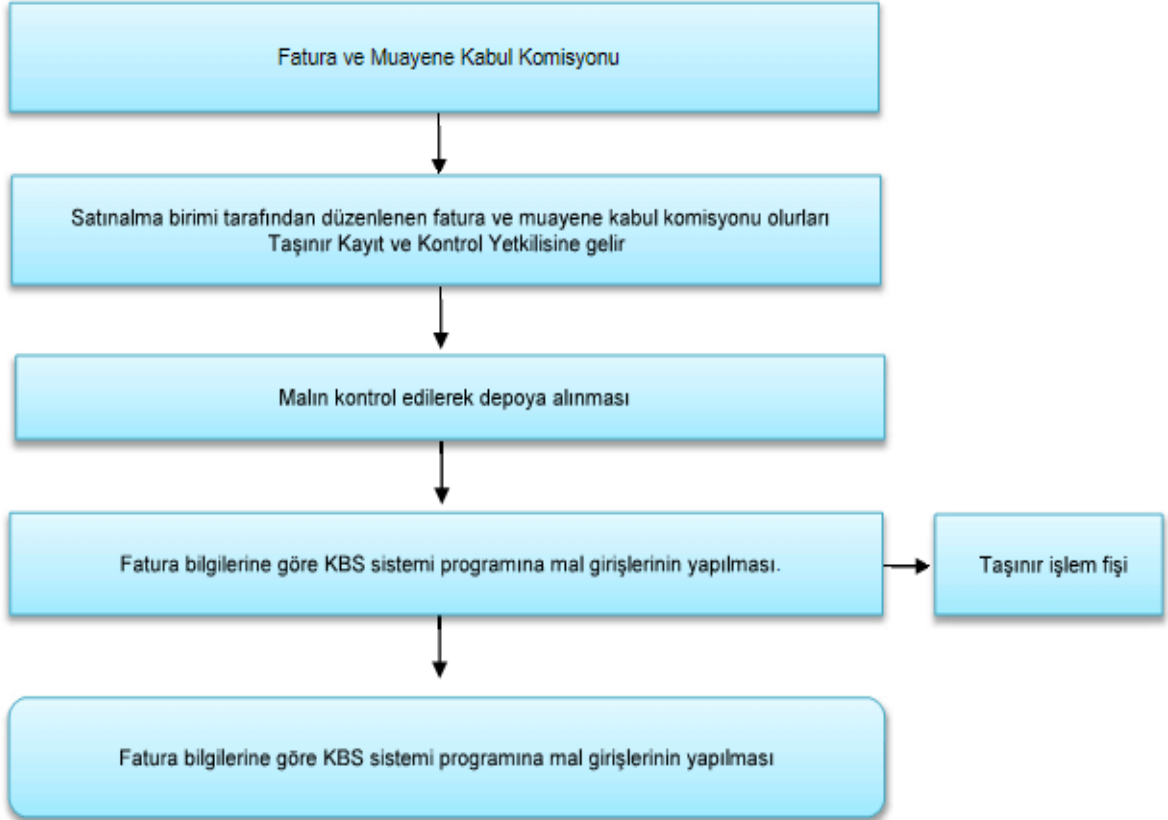 Fatura ve Muayene Kabul Komisyonu
Satınalma birimi tarafından düzenlenen fatura ve muayene kabul komisyonu olurları
Taşınır Kayıt ve Kontrol Yetkilisine gelir
Malın kontrol edilerek depoya alınması
Fatura bilgilerine göre KBS sistemi programına mal girişlerinin yapılması.
Taşınır işlem fişi
Fatura bilgilerine göre KBS sistemi programına mal girişlerinin yapılması